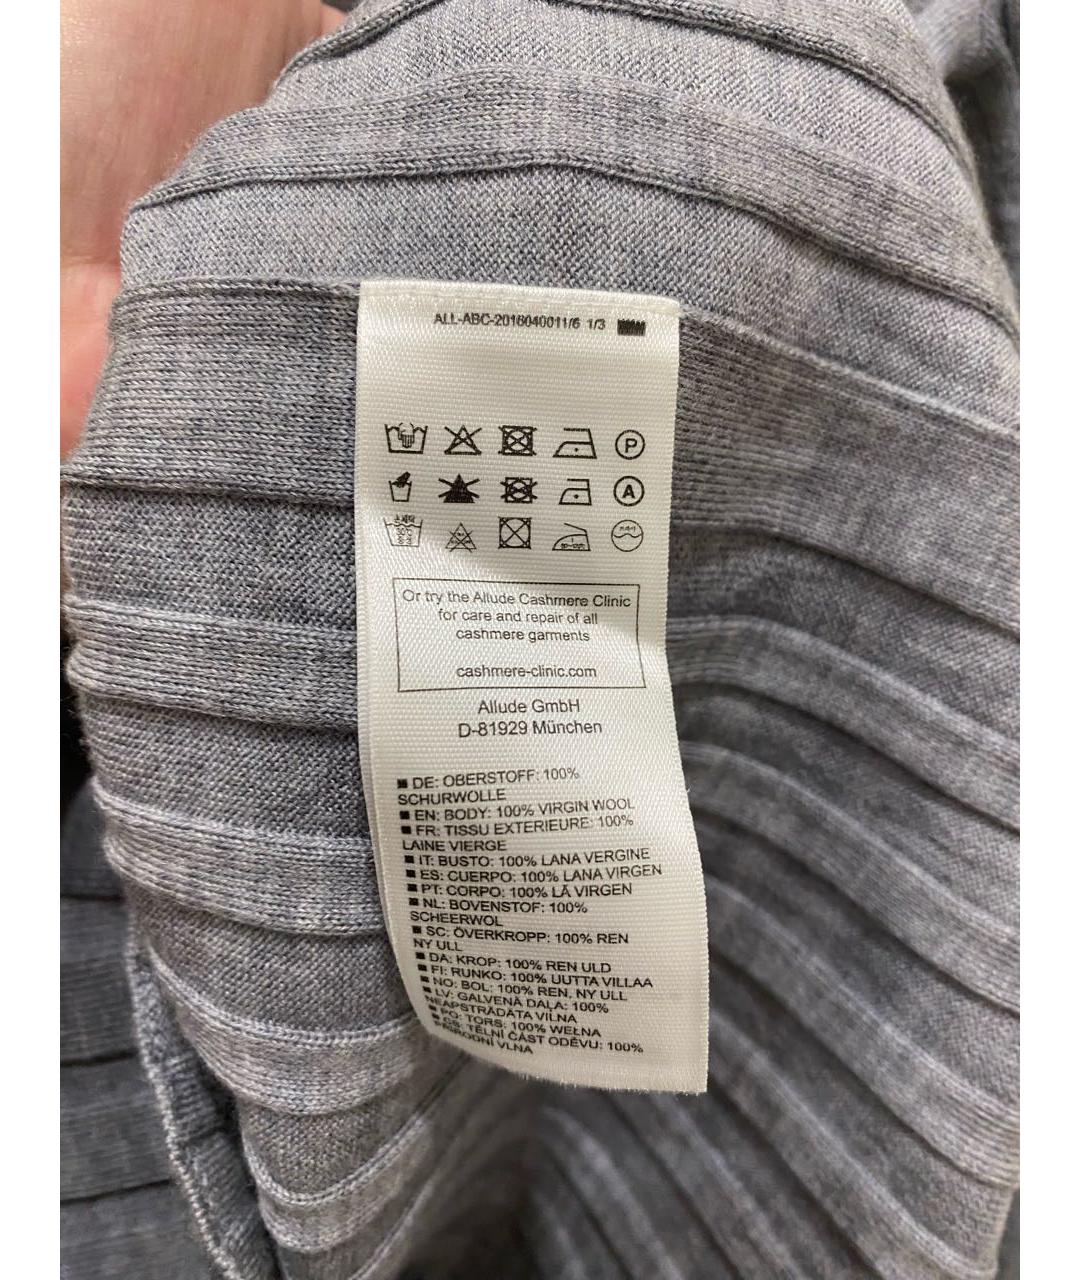 ALL-ABC-2018040011/6 1/3
P
A
Or try the Allude Cashmere Clinic
for care and repair of all
cashmere garments
cashmere-clinic.com
Allude GmbH
D-81929 München
DE: OBERSTOFF: 100%
SCHURWOLLE
EN: BODY: 100% VIRGIN WOOL
FR: TISSU EXTERIEURE: 100%
LAINE VIERGE
IT: BUSTO: 100% LANA VERGINE
ES: CUERPO: 100% LANA VIRGEN
PT: CORPO: 100% LÃ VIRGEN
NL: BOVENSTOF: 100%
SCHEERWOL
SC: ÖVERKROPP: 100% REN
NY ULL
DA: KROP: 100% REN ULD
FI: RUNKO: 100% UUTTA VILLAA
NO: BOL: 100% REN, NY ULL
LV: GALVENĀ DAĻA: 100%
NEAPSTRĀDĀTA VILNA
PO: TORS: 100% WEŁNA
CS: TĚLNÍ ČÁST ODĚVU: 100%
PŘÍRODNÍ VLNA